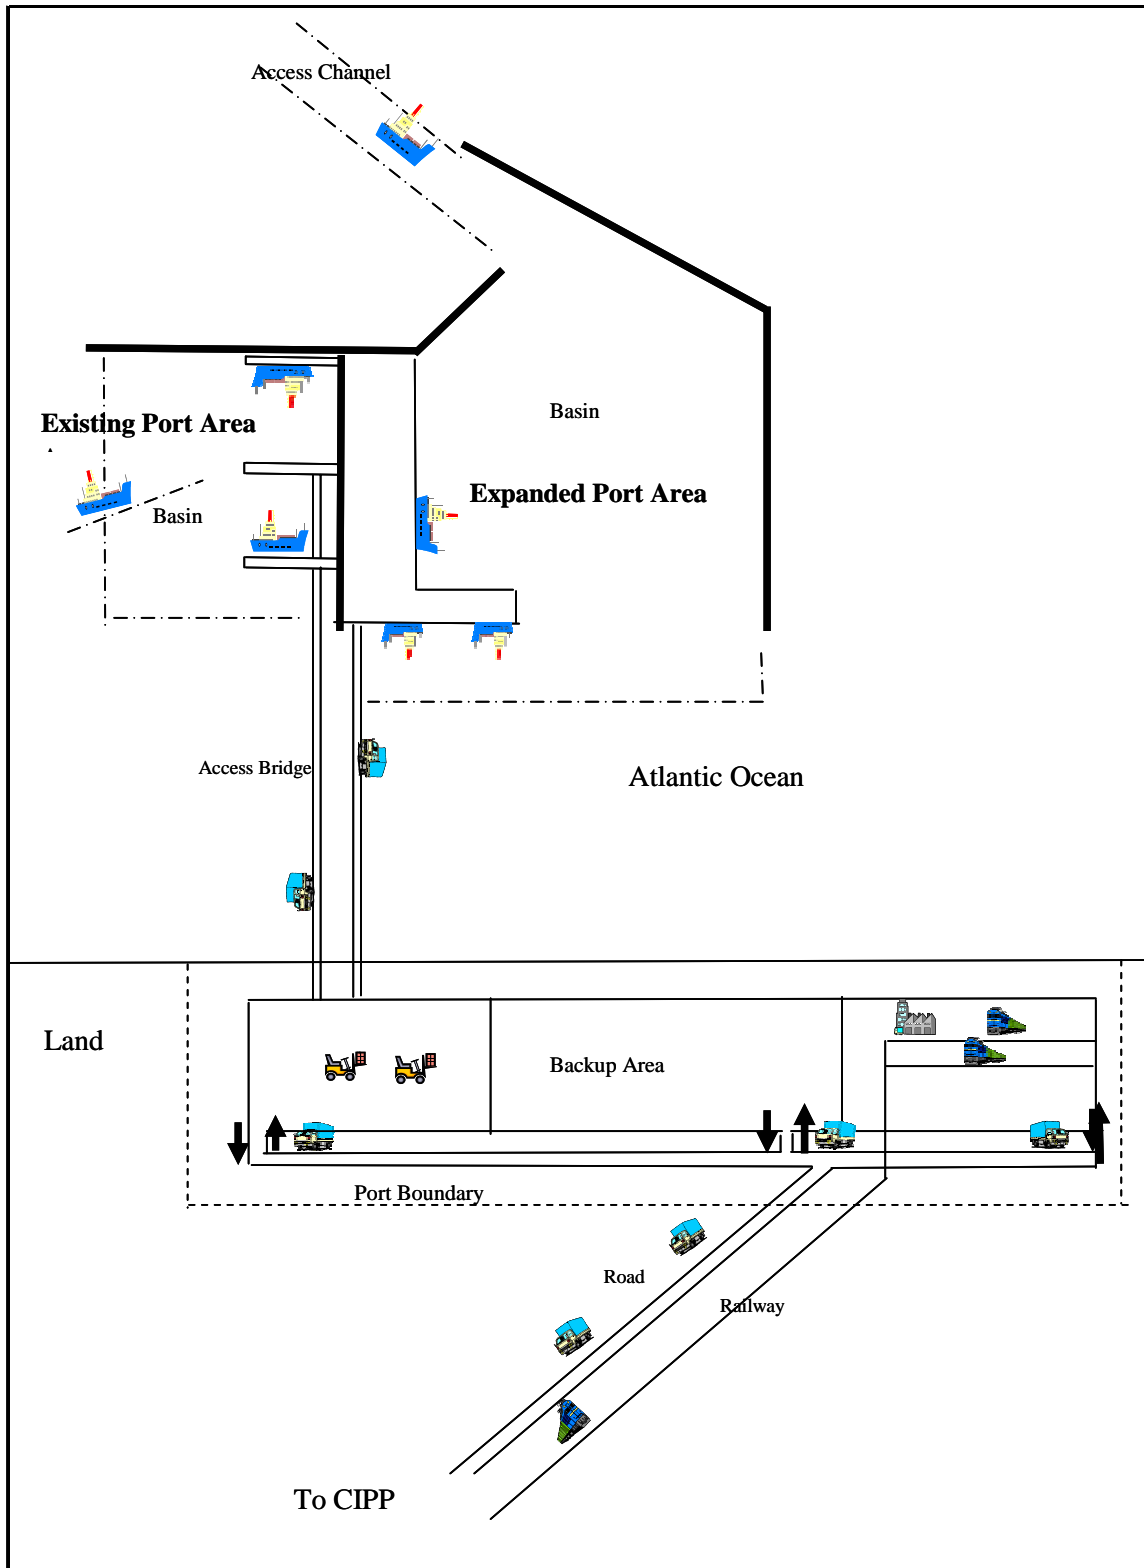 Access Channel
Basin
Existing Port Area
Expanded Port Area
Basin
Access Bridge
Atlantic Ocean
Land
Backup Area
Port Boundary
Road
Railway
To CIPP